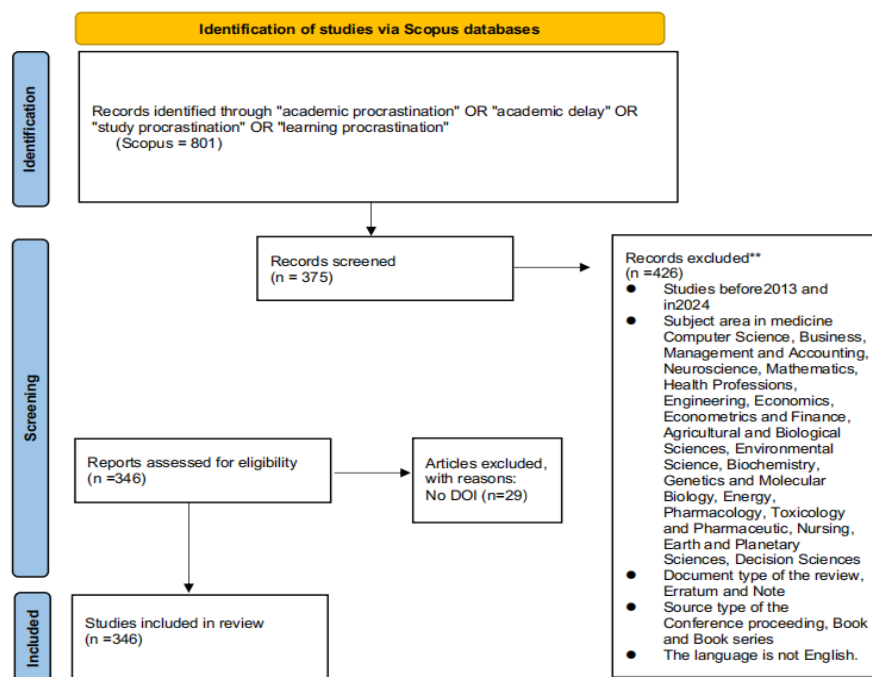 Identification of studies via Scopus databases
Identification
Records identified through "academic procrastination" OR "academic delay" OR
"study procrastination" OR "learning procrastination"
(Scopus = 801)
Screening
Records screened
(n = 375)
Records excluded**
(n =426)
● Studies before2013 and
in2024
● Subject area in medicine
Computer Science, Business,
Management and Accounting,
Neuroscience, Mathematics,
Health Professions,
Engineering, Economics,
Econometrics and Finance,
Agricultural and Biological
Sciences, Environmental
Science, Biochemistry,
Genetics and Molecular
Biology, Energy,
Pharmacology, Toxicology
and Pharmaceutic, Nursing,
Earth and Planetary
Sciences, Decision Sciences
● Document type of the review,
Erratum and Note
● Source type of the
Conference proceeding, Book
and Book series
● The language is not English.
Reports assessed for eligibility
(n =346)
Articles excluded,
with reasons:
No DOI (n=29)
Included
Studies included in review
(n =346)